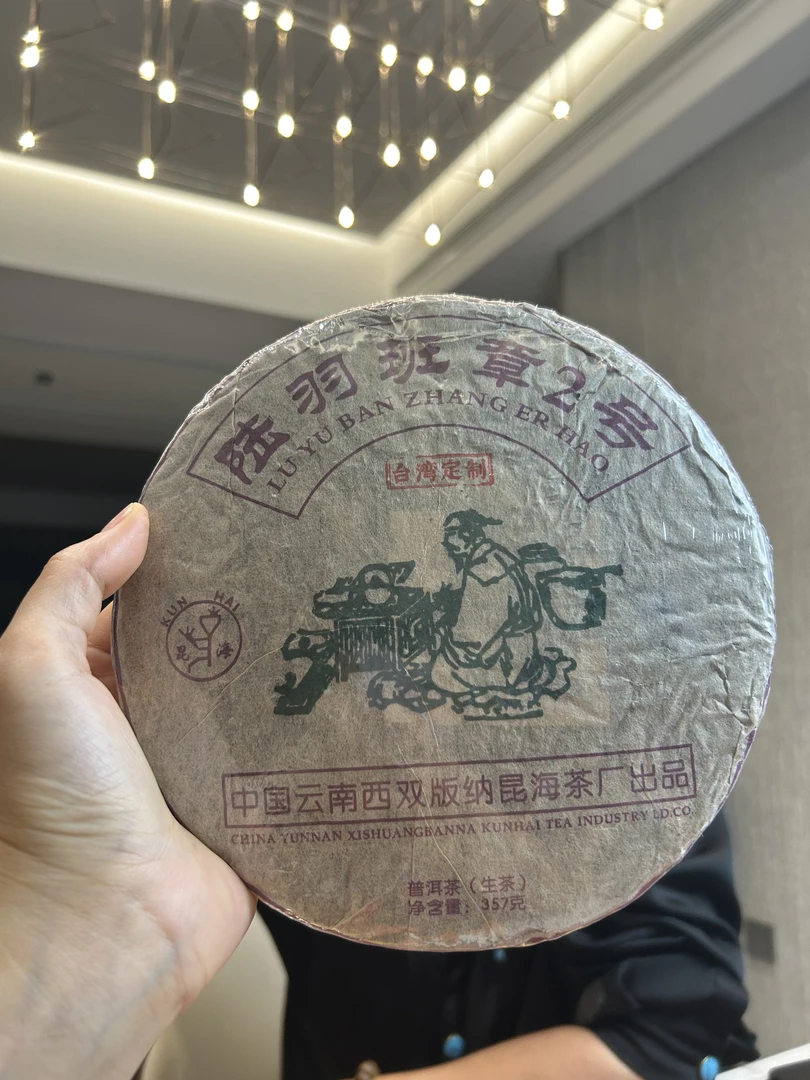 陆羽班章2号
LU YU BAN ZHANG ER HAO
台湾定制
KUN HAI
昆海
中国云南西双版纳昆海茶厂出品
CHINA YUNNAN XISHUANGBANNA KUNHAI TEA INDUSTRY LD.CO
普洱茶（生茶）
净含量：357克